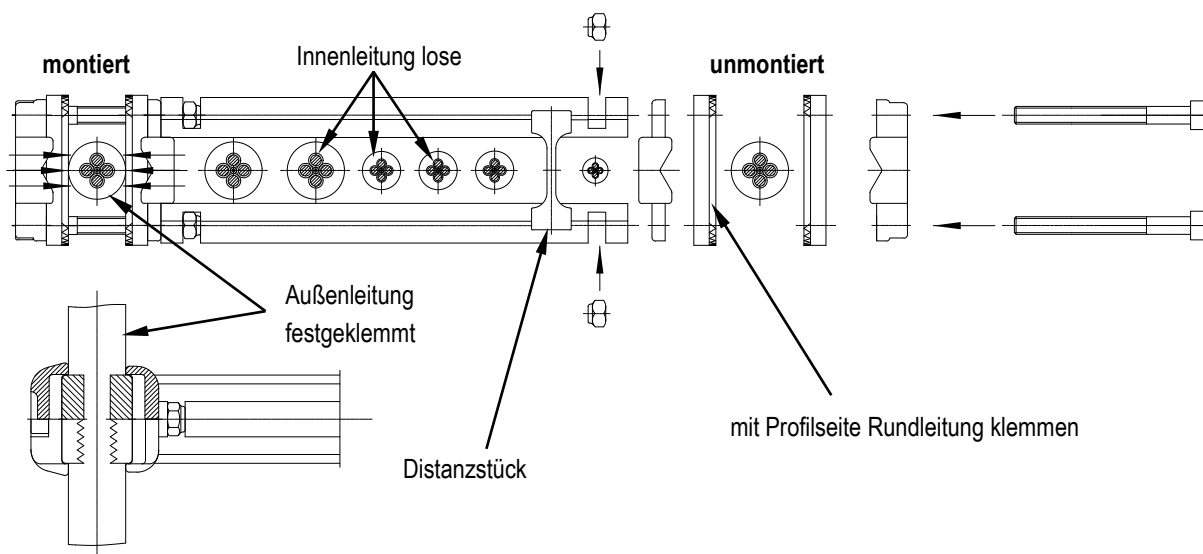 montiert
Innenleitung lose
unmontiert
Außenleitung
festgeklemmt
mit Profilseite Rundleitung klemmen
Distanzstück